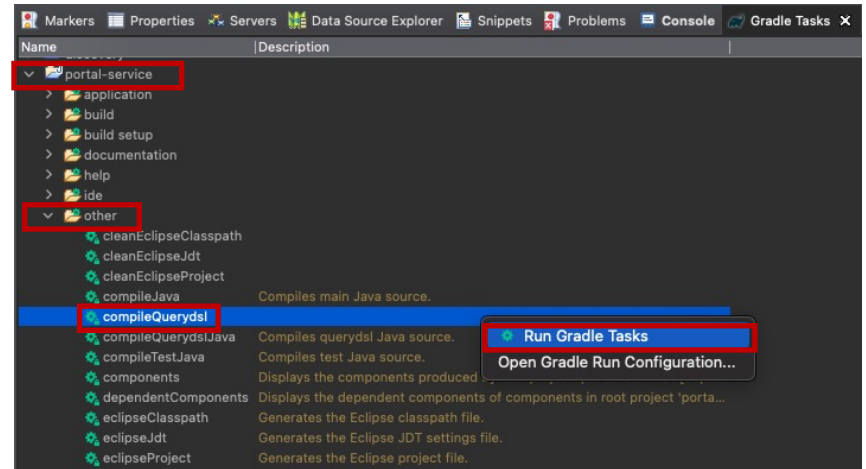 Markers Properties Servers Data Source Explorer Snippets Problems Console Gradle Tasks
Name Description
portal-service
application
build
build setup
documentation
help
ide
other
cleanEclipseClasspath
cleanEclipseJdt
cleanEclipseProject
compileJava Compiles main Java source.
compileQuerydsl
Run Gradle Tasks
compileQuerydslJava Compiles querydsl Java source.
compileTestJava Compiles test Java source.
Open Gradle Run Configuration...
components Displays the components produced
dependentComponents Displays the dependent components of components in root project 'porta...
eclipseClasspath Generates the Eclipse classpath file.
eclipseJdt Generates the Eclipse JDT settings file.
eclipseProject Generates the Eclipse project file.